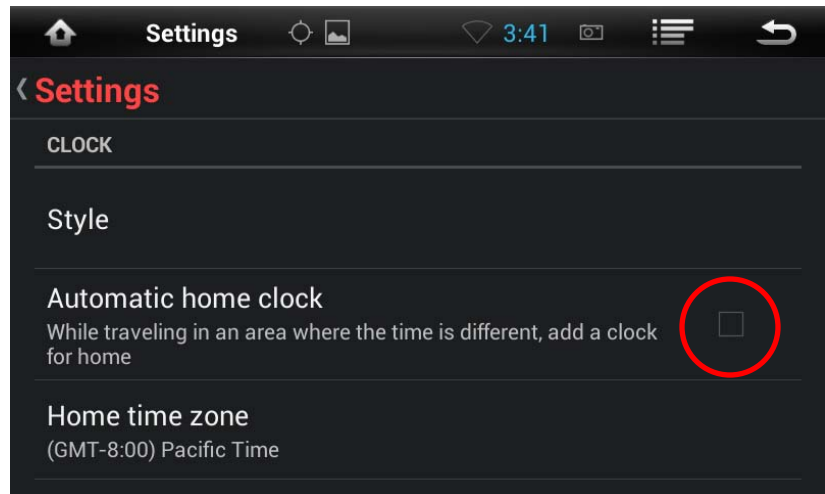 Settings 3:41
Settings
CLOCK
Style
Automatic home clock
While traveling in an area where the time is different, add a clock
for home
Home time zone
(GMT-8:00) Pacific Time